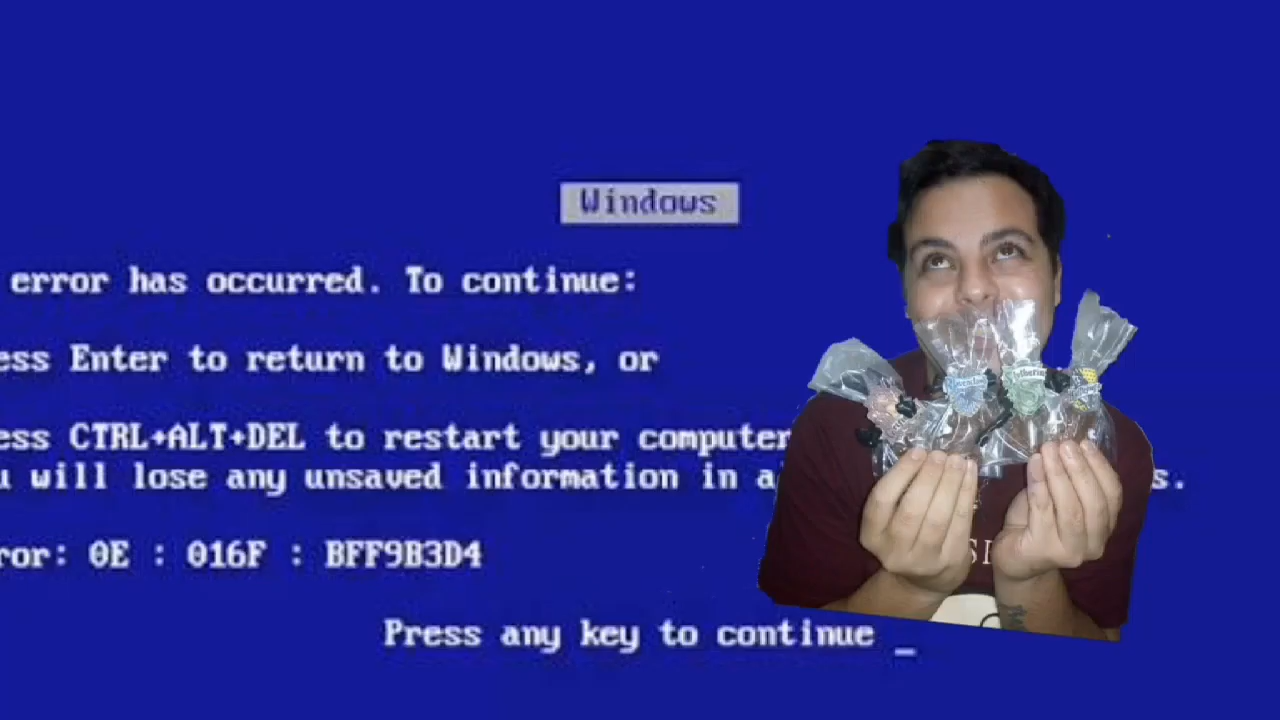 Windows
error has occurred. To continue:
ess Enter to return to Windows, or
ess CTRL+ALT+DEL to restart your computer
u will lose any unsaved information in a s.
ror: 0E : 016F : BFF9B3D4
Press any key to continue _